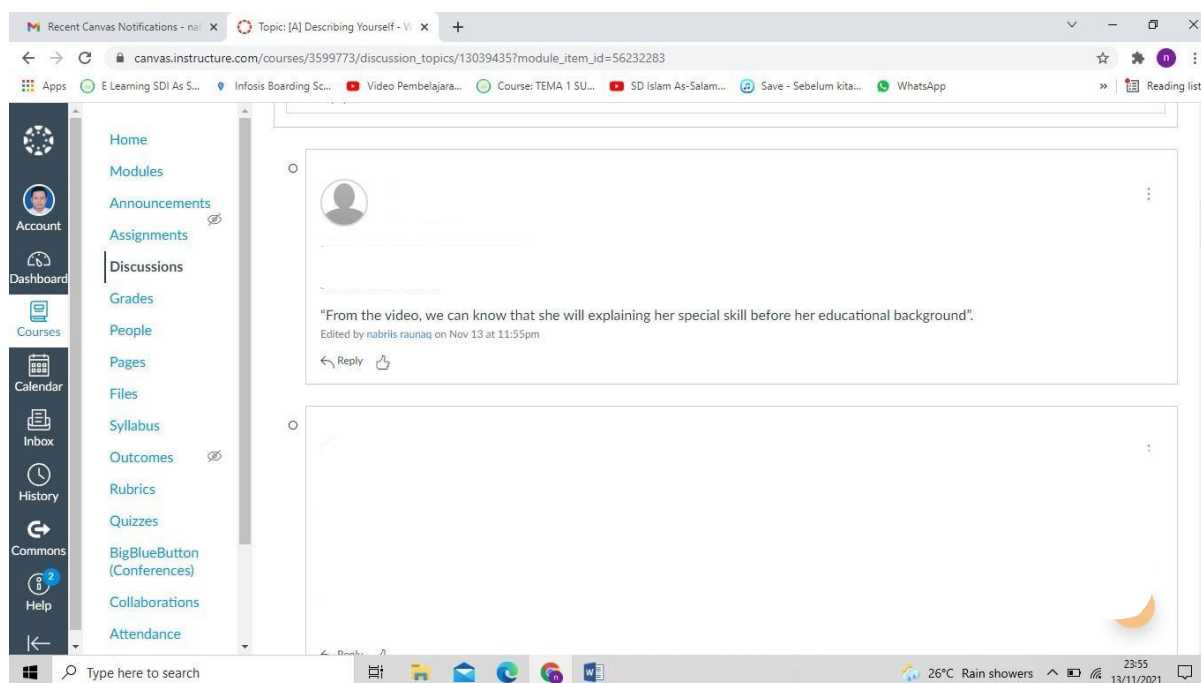 Recent Canvas Notifications - nal
Topic: [A] Describing Yourself - W
canvas.instructure.com/courses/3599773/discussion_topics/13039435?module_item_id=56232283
n
Apps
E Learning SDI As S...
Infosis Boarding Sc...
Video Pembelajara...
Course: TEMA 1 SU...
SD Islam As-Salam...
Save - Sebelum kita...
WhatsApp
»
Reading list
Account
Dashboard
Courses
Calendar
Inbox
History
Commons
2
Help
Home
Modules
Announcements
Assignments
Discussions
Grades
People
Pages
Files
Syllabus
Outcomes
Rubrics
Quizzes
BigBlueButton
(Conferences)
Collaborations
Attendance
“From the video, we can know that she will explaining her special skill before her educational background”.
Edited by nabriis raunaq on Nov 13 at 11:55pm
Reply
Reply
Type here to search
26°C Rain showers
23:55
13/11/2021